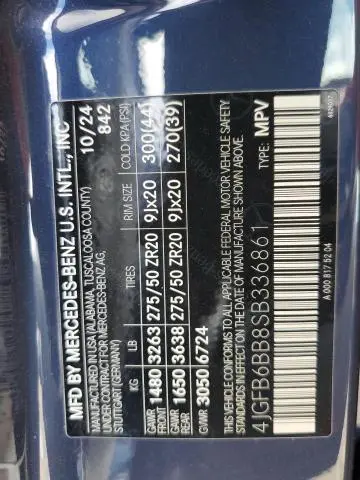 MFD BY MERCEDES-BENZ U.S. INTL., INC
MANUFACTURED IN USA (ALABAMA, TUSCALOOSA COUNTY)
UNDER CONTRACT FOR MERCEDES-BENZ AG,
STUTTGART (GERMANY)
10/24
842
KG LB TIRES RIM SIZE COLD KPA (PSI)
GAWR FRONT 1480 3263 275/50 ZR20 9Jx20 300(44)
GAWR REAR 1650 3638 275/50 ZR20 9Jx20 270(39)
GVWR 3050 6724
THIS VEHICLE CONFORMS TO ALL APPLICABLE FEDERAL MOTOR VEHICLE SAFETY
STANDARDS IN EFFECT ON THE DATE OF MANUFACTURE SHOWN ABOVE.
4JGFB6BB8SB336861
TYPE: MPV
A 000 817 52 04